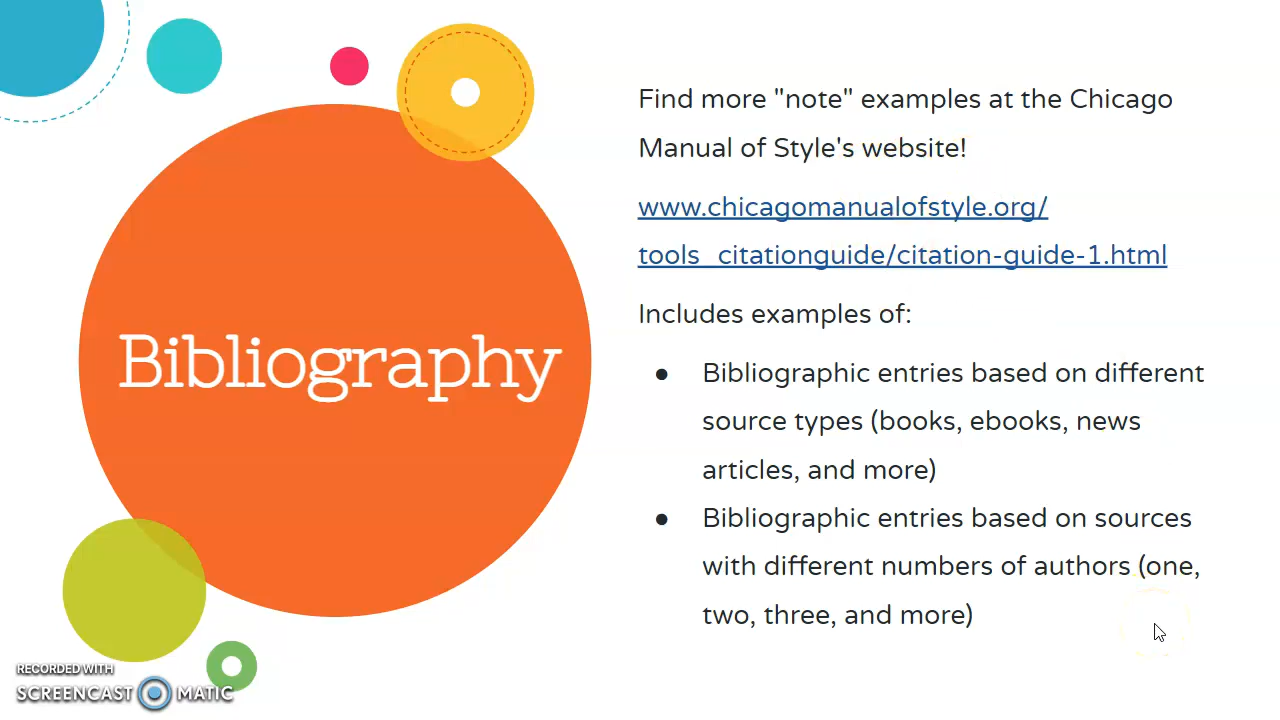 Bibliography
Find more "note" examples at the Chicago
Manual of Style's website!
www.chicagomanualofstyle.org/
tools_citationguide/citation-guide-1.html
Includes examples of:
● Bibliographic entries based on different
source types (books, ebooks, news
articles, and more)
● Bibliographic entries based on sources
with different numbers of authors (one,
two, three, and more)
RECORDED WITH
SCREENCAST MATIC